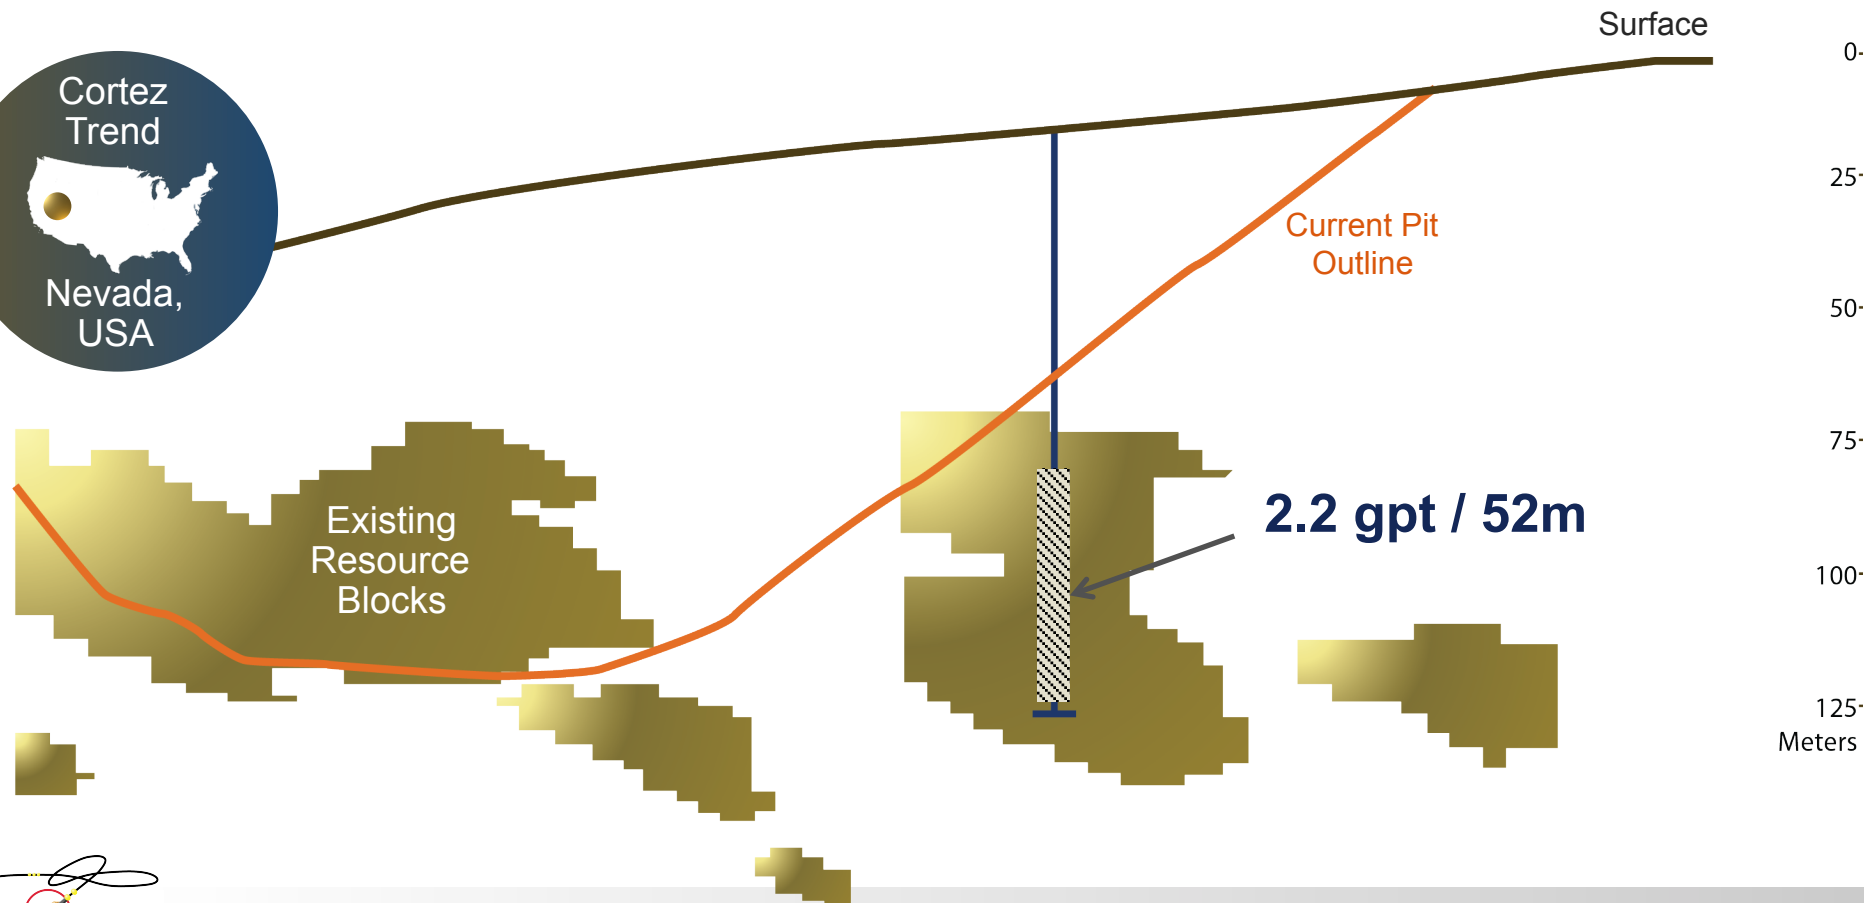 Surface
0
Cortez
Trend
25
Current Pit
Outline
Nevada,
USA
50
75
2.2 gpt / 52m
Existing
Resource
Blocks
100
125
Meters